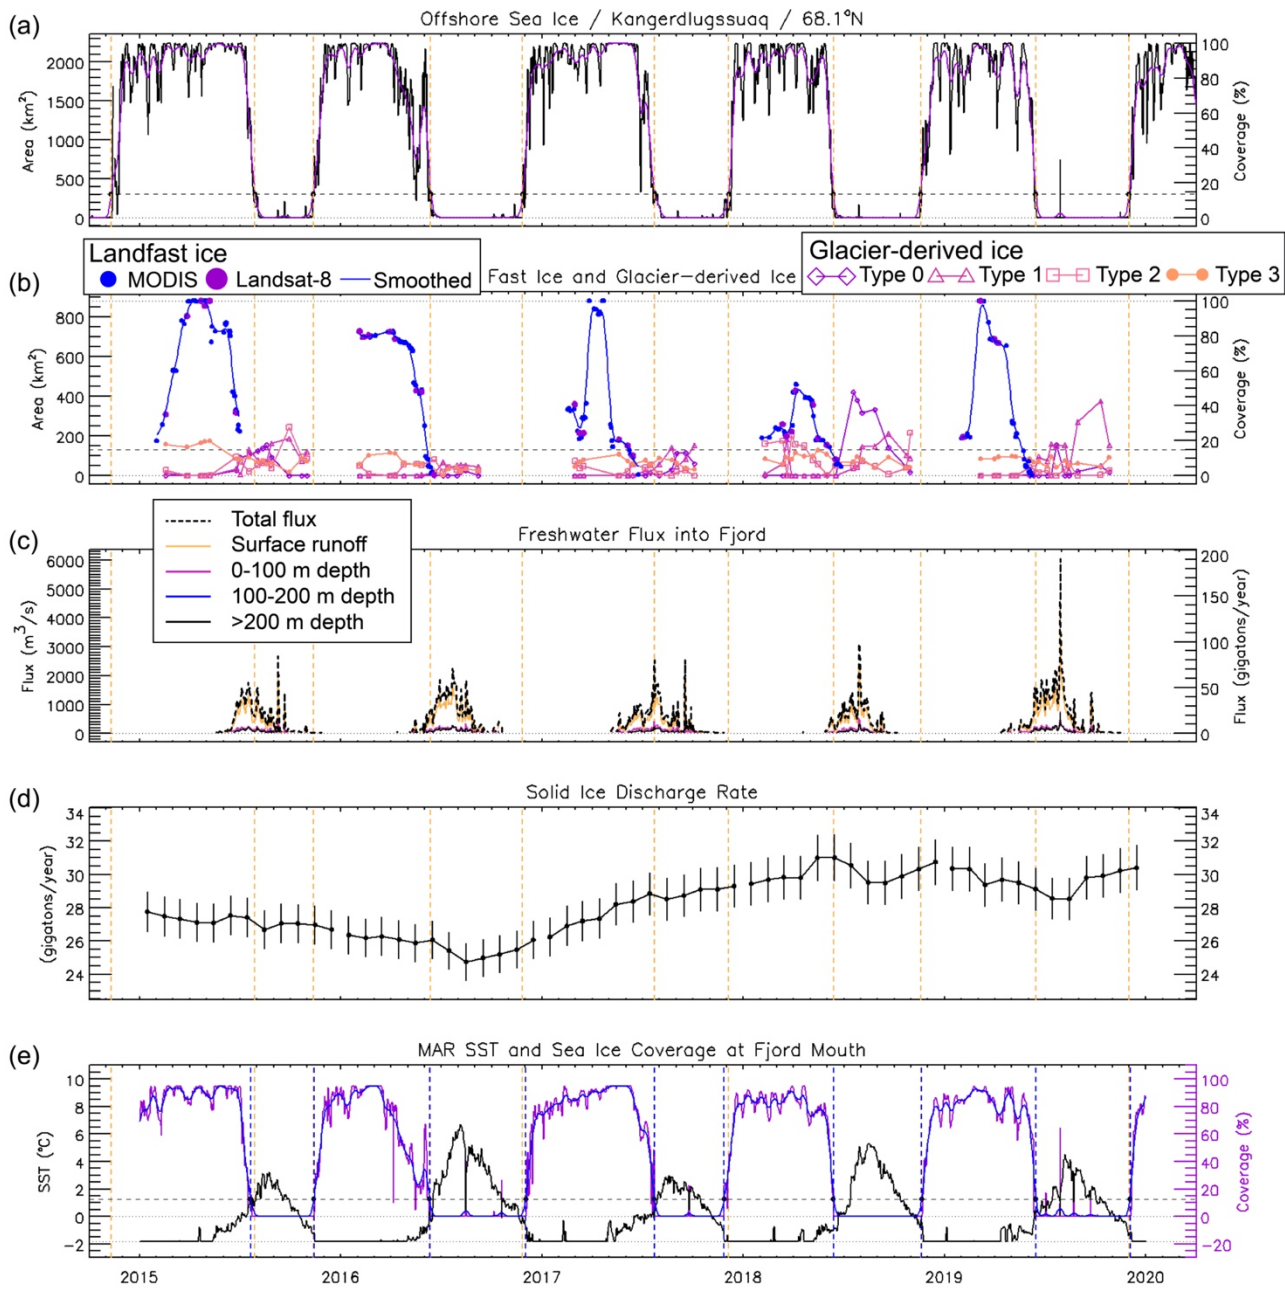 (a)
Offshore Sea Ice / Kangerdlugssuaq / 68.1°N
Area (km²)
2000
1500
1000
500
0
Coverage (%)
100
80
60
40
20
0
Landfast ice
MODIS Landsat-8 Smoothed
Glacier-derived ice
Type 0 Type 1 Type 2 Type 3
(b)
Fast Ice and Glacier-derived Ice
Area (km²)
800
600
400
200
0
Coverage (%)
100
80
60
40
20
0
Total flux
Surface runoff
0-100 m depth
100-200 m depth
>200 m depth
(c)
Freshwater Flux into Fjord
Flux (m³/s)
6000
5000
4000
3000
2000
1000
0
Flux (gigatons/year)
200
150
100
50
0
(d)
Solid Ice Discharge Rate
(gigatons/year)
34
32
30
28
26
24
34
32
30
28
26
24
(e)
MAR SST and Sea Ice Coverage at Fjord Mouth
SST (°C)
10
8
6
4
2
0
−2
Coverage (%)
100
80
60
40
20
0
−20
2015 2016 2017 2018 2019 2020